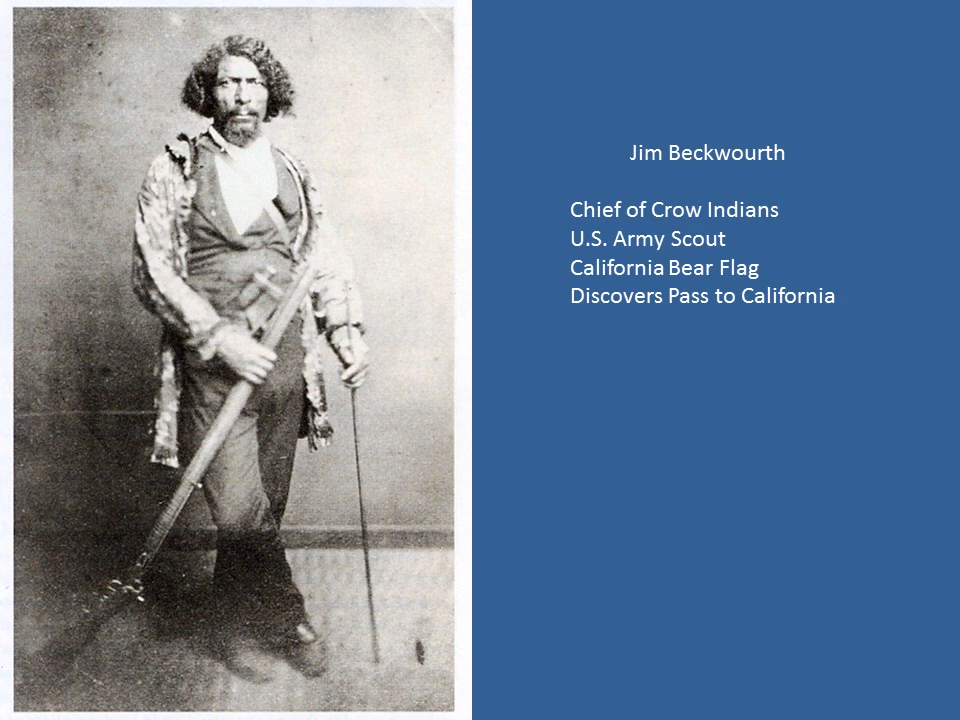 Jim Beckwourth
Chief of Crow Indians
U.S. Army Scout
California Bear Flag
Discovers Pass to California